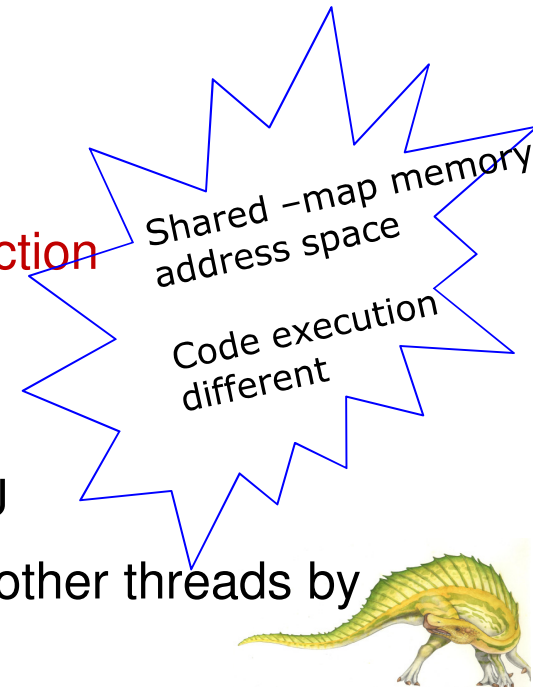 Shared –map memory
address space
ction
Code execution
different
other threads by